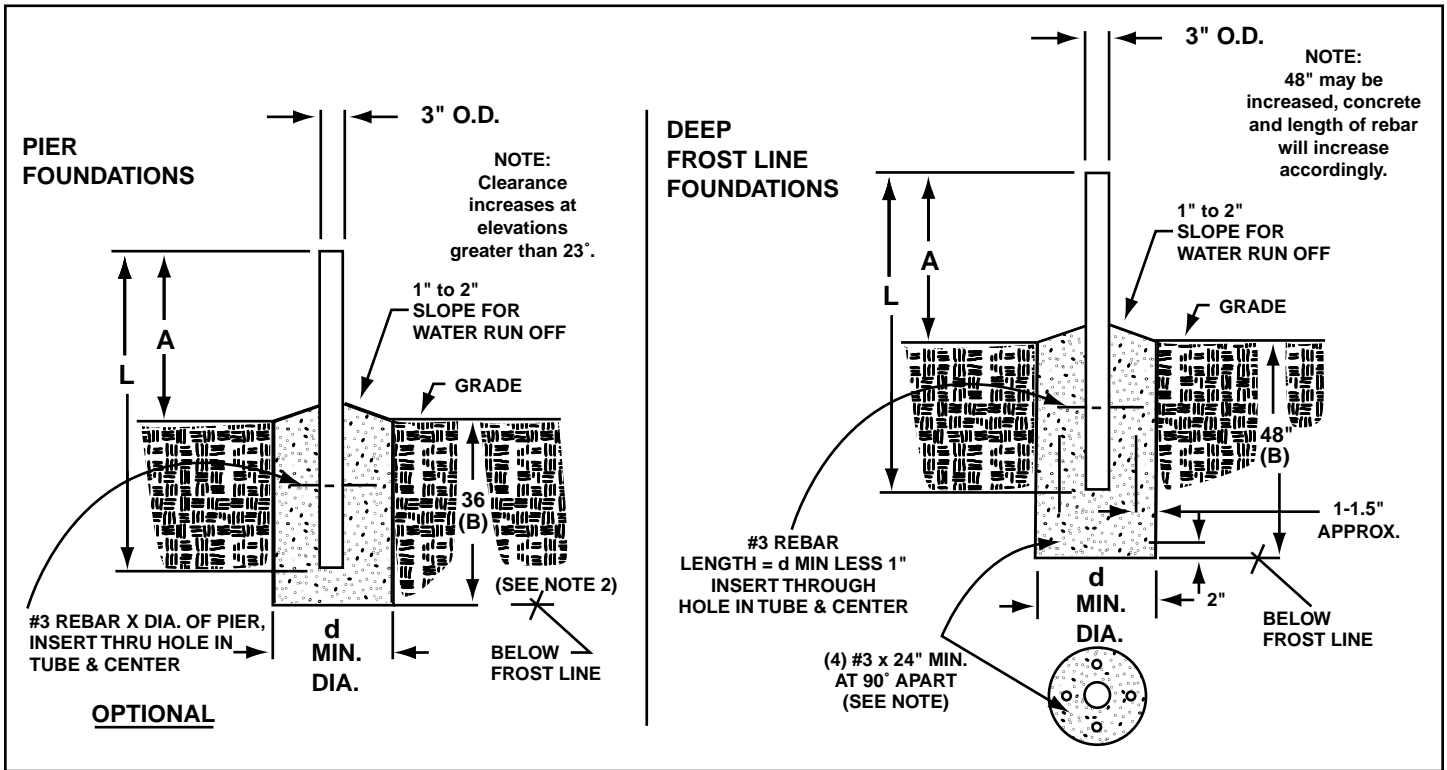 PIER
FOUNDATIONS
3" O.D.
NOTE:
Clearance
increases at
elevations
greater than 23°.
1" to 2"
SLOPE FOR
WATER RUN OFF
A
L
GRADE
36
(B)
(SEE NOTE 2)
#3 REBAR X DIA. OF PIER,
INSERT THRU HOLE IN
TUBE & CENTER
d
MIN.
DIA.
BELOW
FROST LINE
OPTIONAL
DEEP
FROST LINE
FOUNDATIONS
3" O.D.
NOTE:
48" may be
increased, concrete
and length of rebar
will increase
accordingly.
1" to 2"
SLOPE FOR
WATER RUN OFF
A
L
GRADE
48"
(B)
1-1.5"
APPROX.
#3 REBAR
LENGTH = d MIN LESS 1"
INSERT THROUGH
HOLE IN TUBE & CENTER
d
MIN.
DIA.
2"
BELOW
FROST LINE
(4) #3 x 24" MIN.
AT 90° APART
(SEE NOTE)